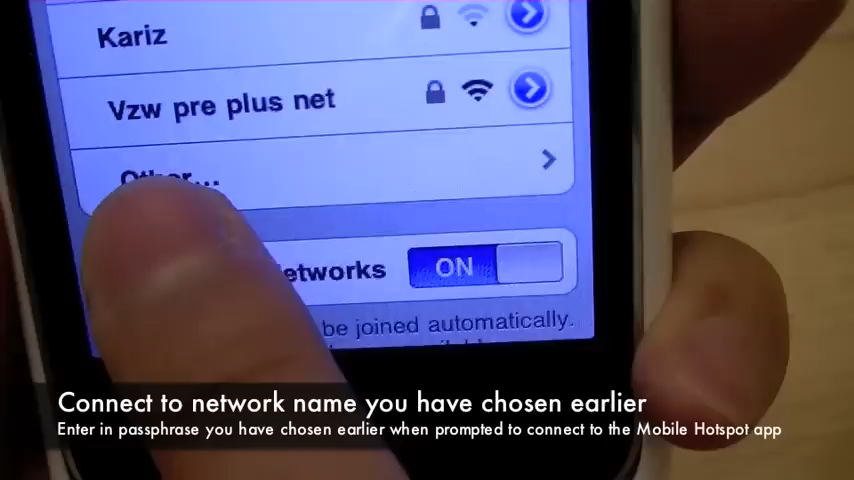 Kariz
Vzw pre plus net
Other...
etworks ON
be joined automatically.
Connect to network name you have chosen earlier
Enter in passphrase you have chosen earlier when prompted to connect to the Mobile Hotspot app